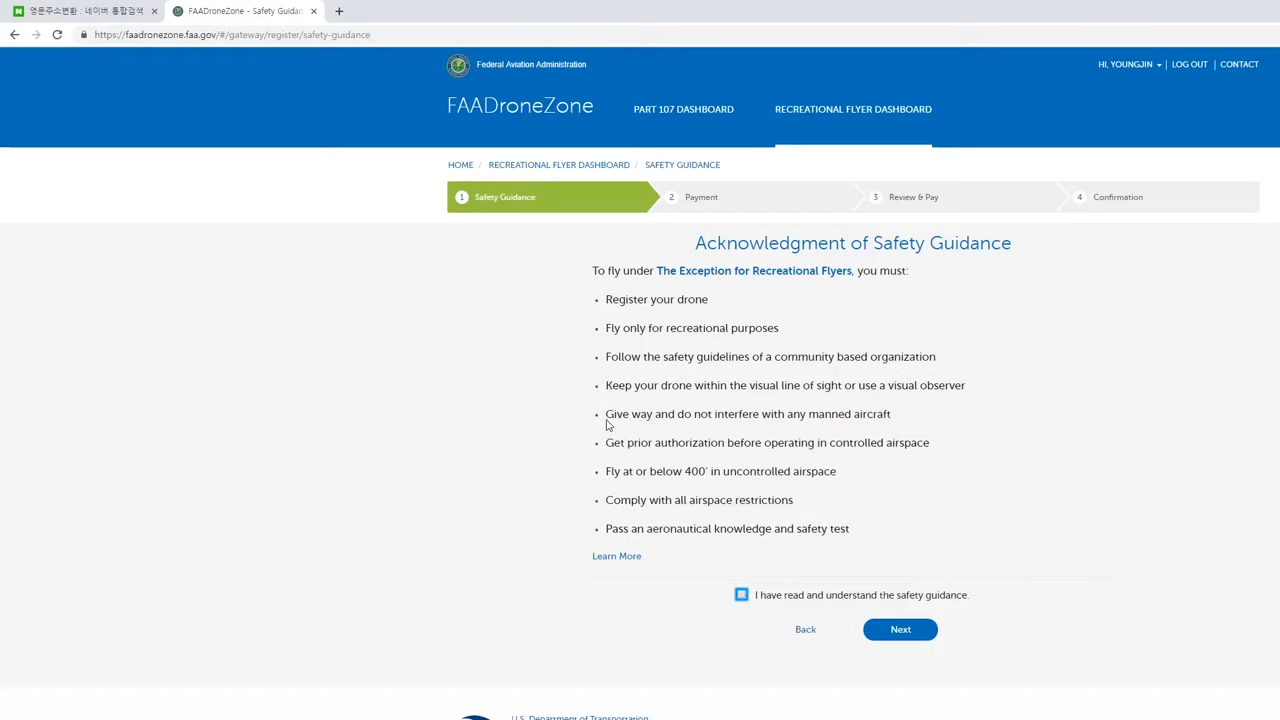 영문주소변환 : 네이버 통합검색
FAADroneZone - Safety Guidan
https://faadronezone.faa.gov/#/gateway/register/safety-guidance
Federal Aviation Administration
HI, YOUNGJIN
LOG OUT
CONTACT
FAADroneZone
PART 107 DASHBOARD
RECREATIONAL FLYER DASHBOARD
HOME / RECREATIONAL FLYER DASHBOARD / SAFETY GUIDANCE
1 Safety Guidance
2 Payment
3 Review & Pay
4 Confirmation
Acknowledgment of Safety Guidance
To fly under The Exception for Recreational Flyers, you must:
• Register your drone
• Fly only for recreational purposes
• Follow the safety guidelines of a community based organization
• Keep your drone within the visual line of sight or use a visual observer
• Give way and do not interfere with any manned aircraft
• Get prior authorization before operating in controlled airspace
• Fly at or below 400' in uncontrolled airspace
• Comply with all airspace restrictions
• Pass an aeronautical knowledge and safety test
Learn More
I have read and understand the safety guidance.
Back
Next
U.S. Department of Transportation